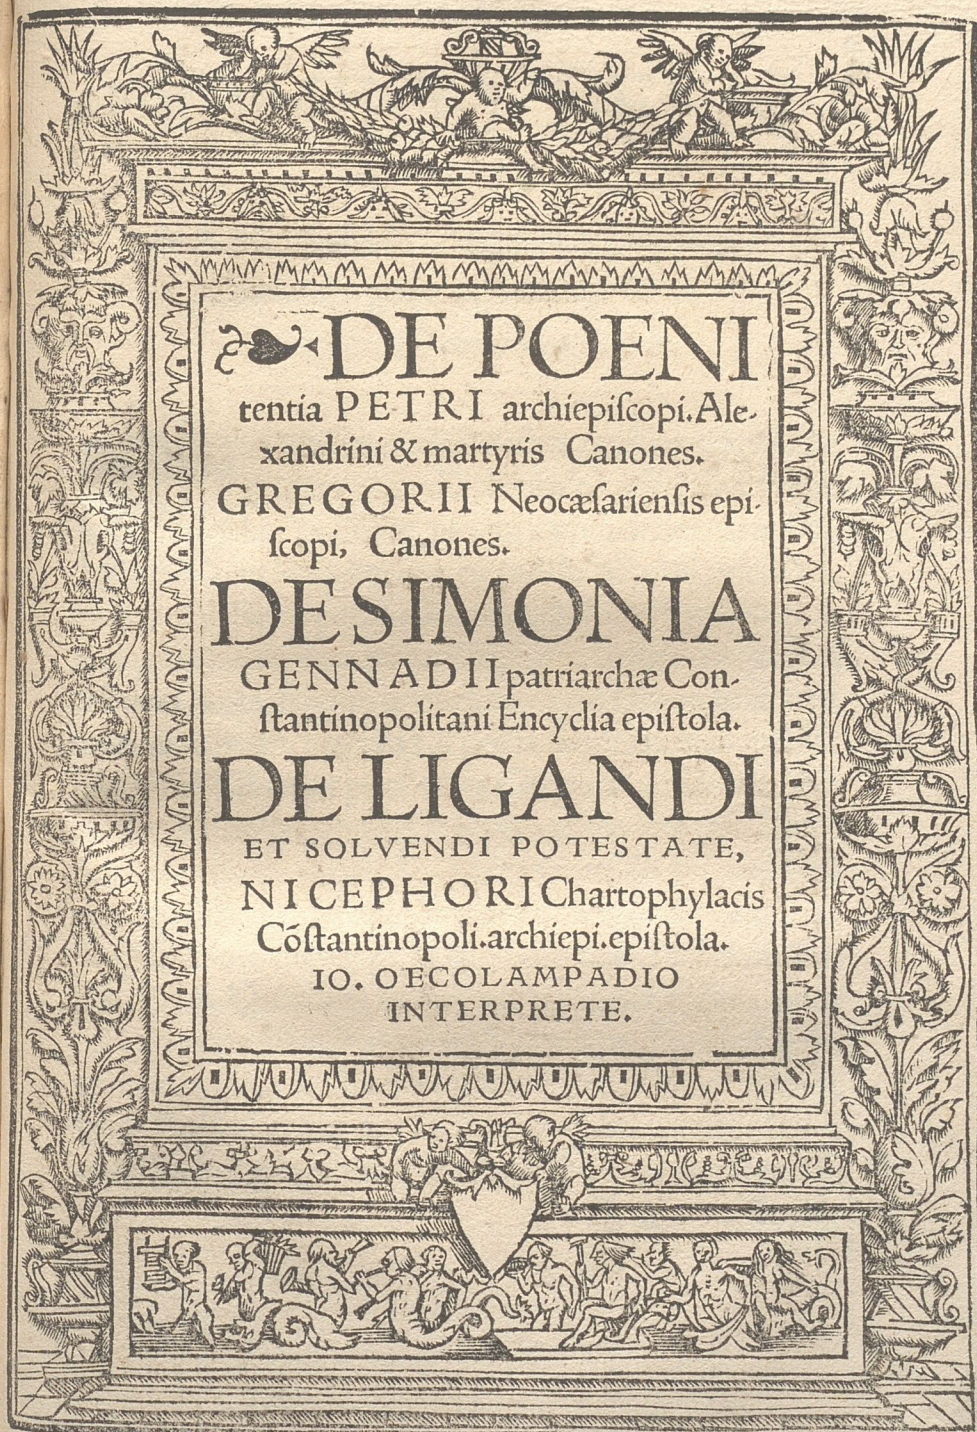 ❧ DE POENI
tentia PETRI archiepiſcopi.Ale-
xandrini & martyris Canones.
GREGORII Neocæſarienſis epi-
ſcopi, Canones.
DE SIMONIA
GENNADII patriarchæ Con-
ſtantinopolitani Encyclia epiſtola.
DE LIGANDI
ET SOLVENDI POTESTATE,
NICEPHORI Chartophylacis
Cõſtantinopoli.archiepi.epiſtola.
IO. OECOLAMPADIO
INTERPRETE.